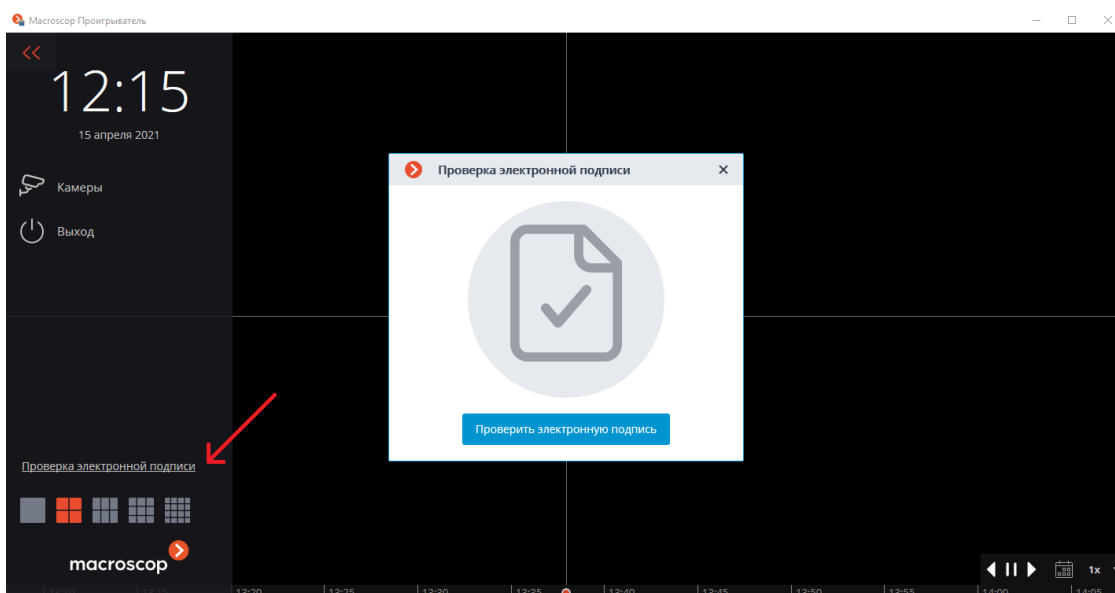 Macroscop Проигрыватель
12:15
15 апреля 2021
Камеры
Выход
Проверка электронной подписи
Проверить электронную подпись
Проверка электронной подписи
macroscop
1x
13:20 13:25 13:30 13:35 13:40 13:45 13:50 13:55 14:00 14:05